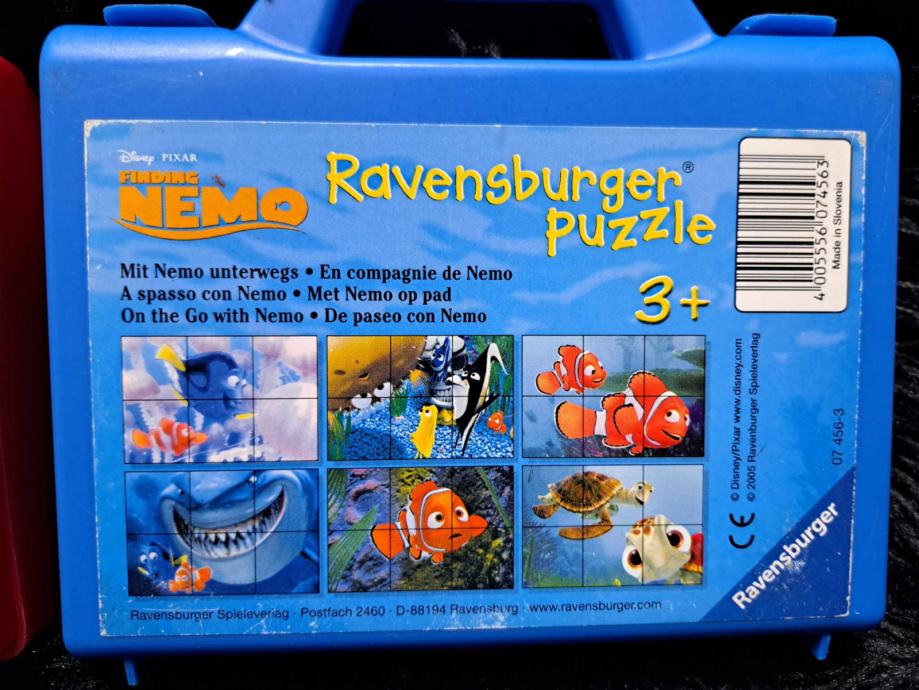 Disney PIXAR
FINDING
NEMO
Ravensburger®
Puzzle
Mit Nemo unterwegs • En compagnie de Nemo
A spasso con Nemo • Met Nemo op pad
On the Go with Nemo • De paseo con Nemo
3+
4 005556 074563
Made in Slovenia
© Disney/Pixar www.disney.com
© 2005 Ravenburger Spieleverlag
CE
07 456-3
Ravensburger
Ravensburger Spieleverlag · Postfach 2460 · D-88194 Ravensburg · www.ravensburger.com